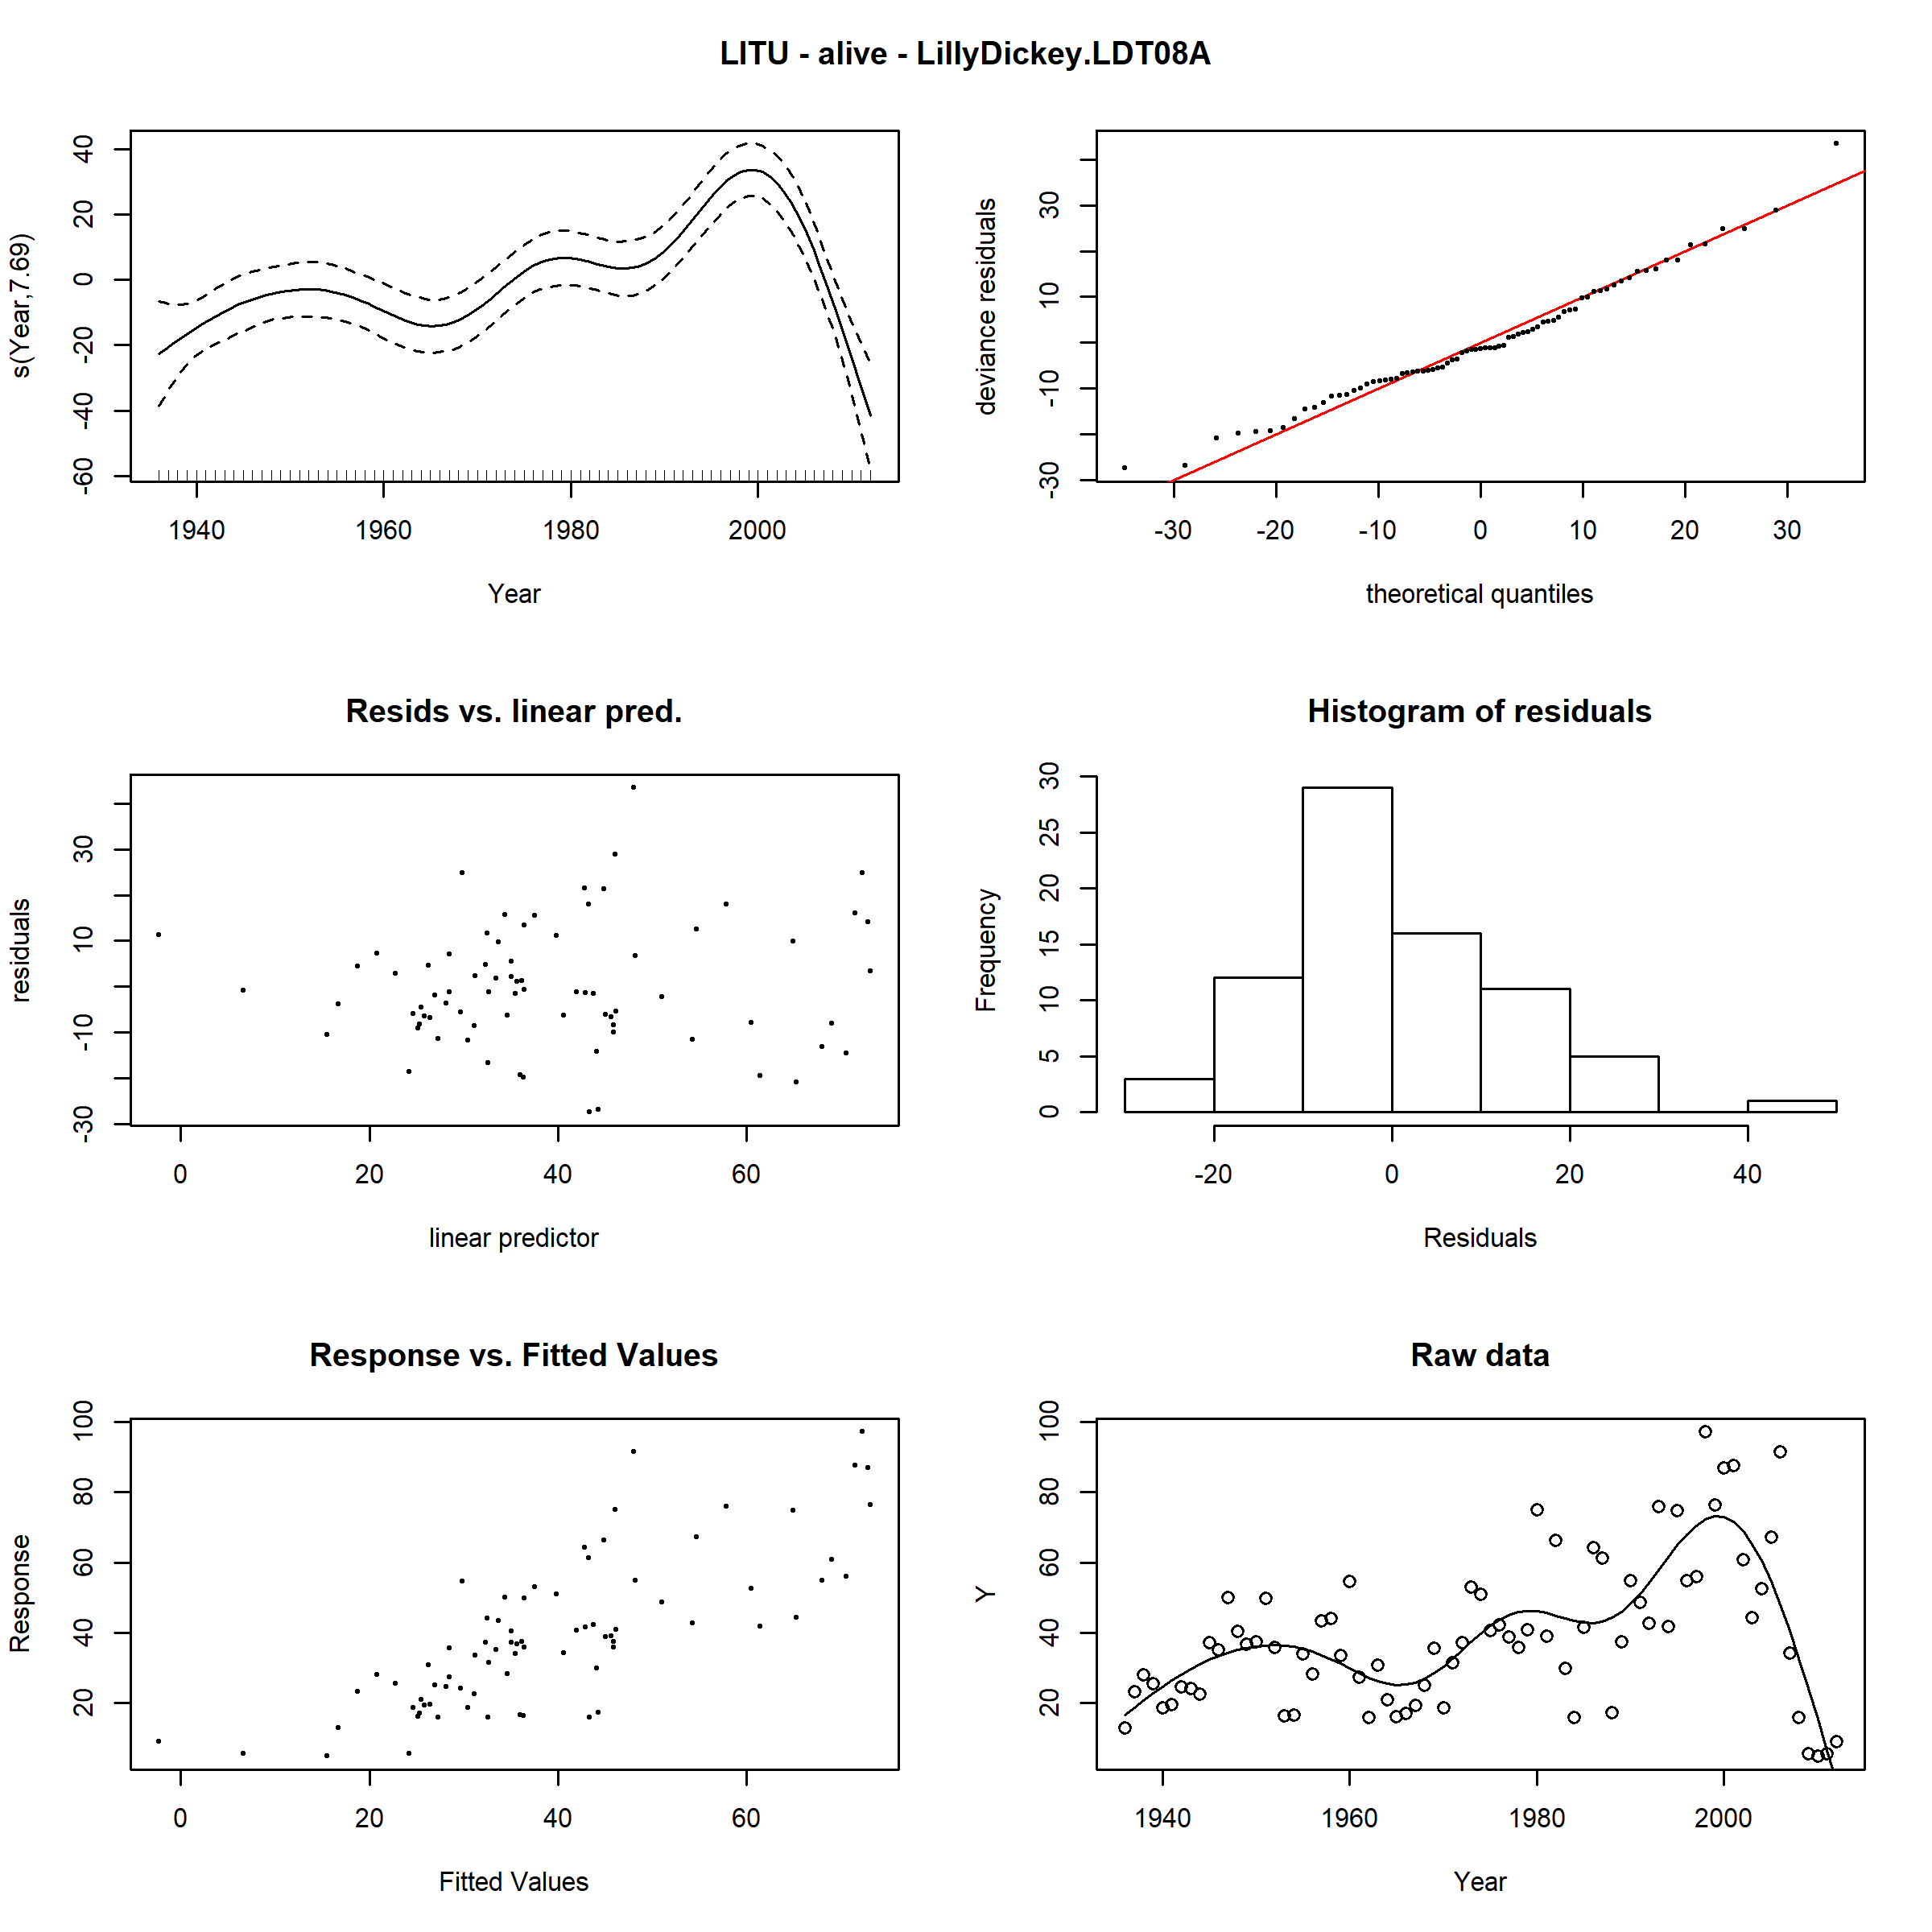 LITU - alive - LillyDickey.LDT08A
s(Year,7.69)
40
20
0
-20
-40
-60
1940 1960 1980 2000
Year
deviance residuals
30
10
-10
-30
-30 -20 -10 0 10 20 30
theoretical quantiles
Resids vs. linear pred.
residuals
30
10
-10
-30
0 20 40 60
linear predictor
Histogram of residuals
Frequency
30
25
20
15
10
5
0
-20 0 20 40
Residuals
Response vs. Fitted Values
Response
100
80
60
40
20
0 20 40 60
Fitted Values
Raw data
Y
100
80
60
40
20
1940 1960 1980 2000
Year